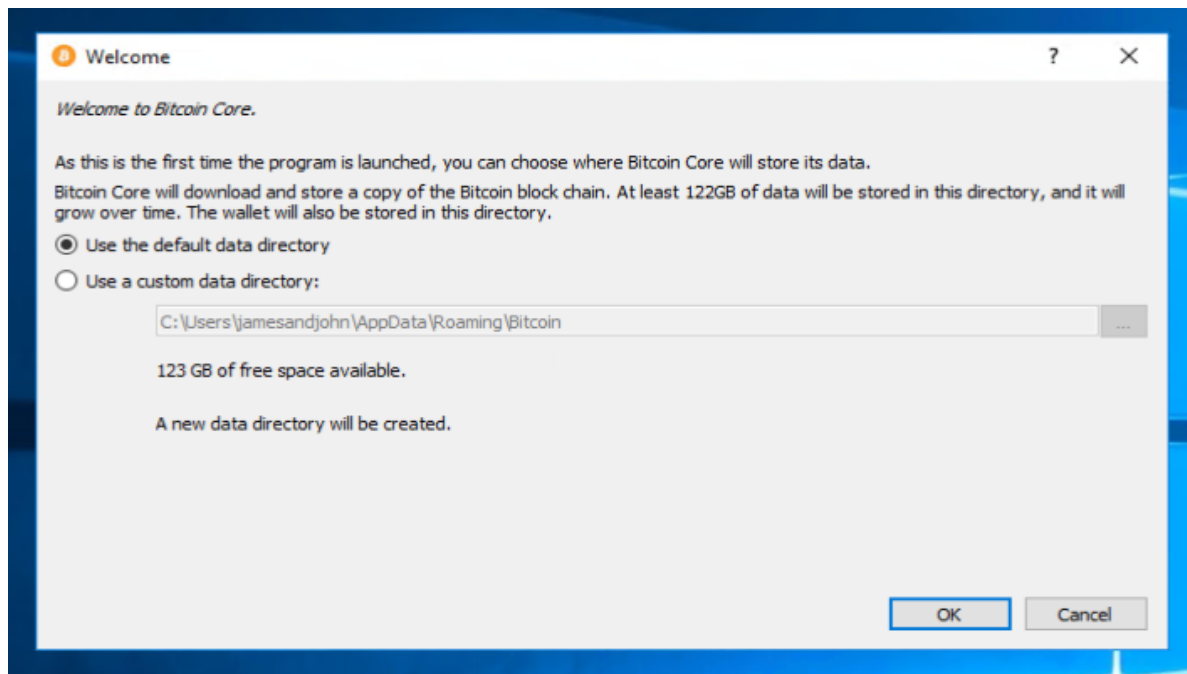 Welcome
?
Welcome to Bitcoin Core.
As this is the first time the program is launched, you can choose where Bitcoin Core will store its data.
Bitcoin Core will download and store a copy of the Bitcoin block chain. At least 122GB of data will be stored in this directory, and it will
grow over time. The wallet will also be stored in this directory.
Use the default data directory
Use a custom data directory:
C:\Users\jamesandjohn\AppData\Roaming\Bitcoin
...
123 GB of free space available.
A new data directory will be created.
OK Cancel